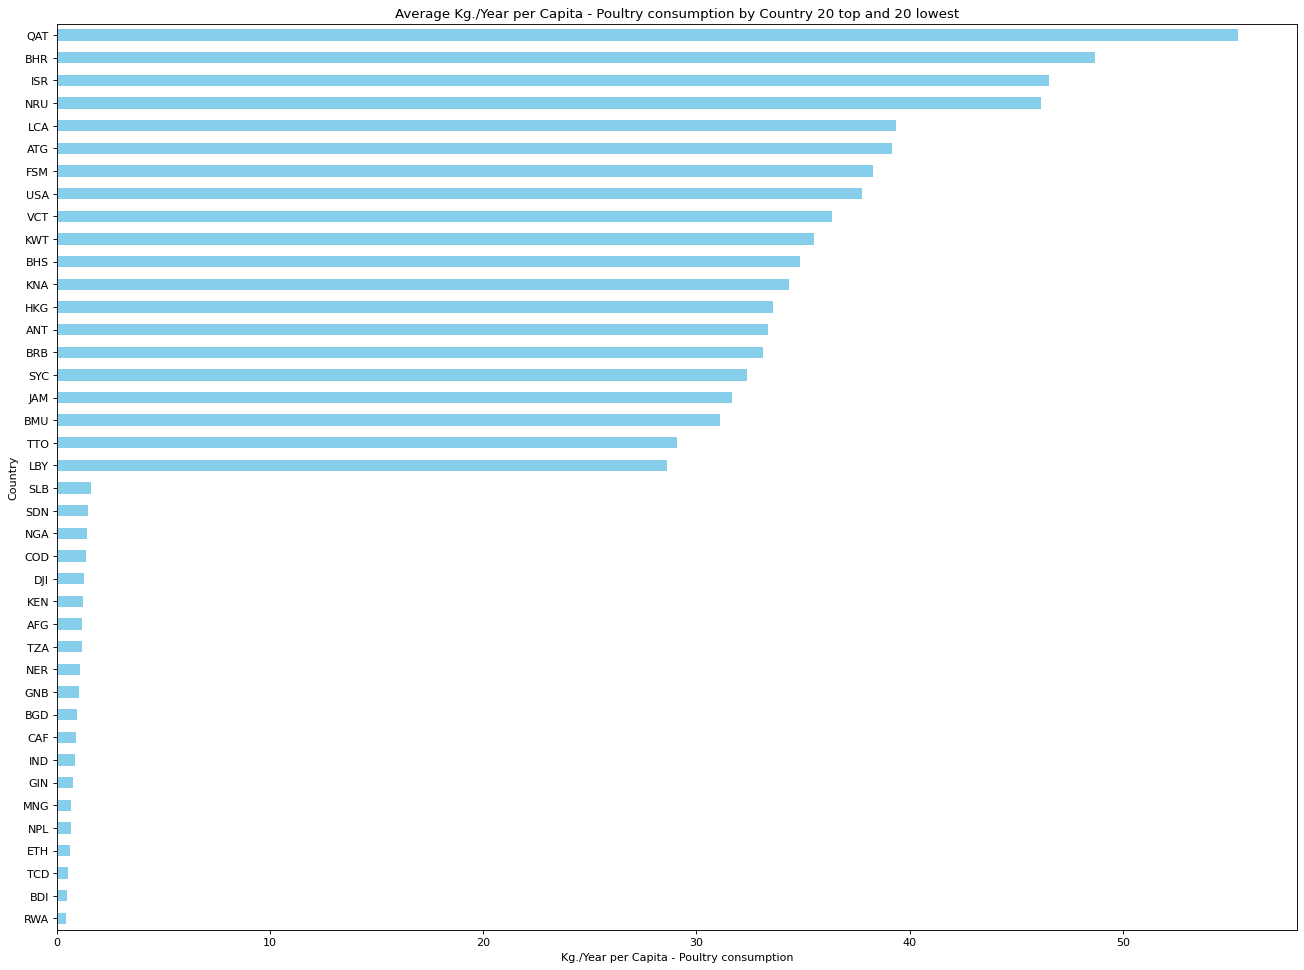 Average Kg./Year per Capita - Poultry consumption by Country 20 top and 20 lowest
QAT
BHR
ISR
NRU
LCA
ATG
FSM
USA
VCT
KWT
BHS
KNA
HKG
ANT
BRB
SYC
JAM
BMU
TTO
LBY
SLB
SDN
NGA
COD
DJI
KEN
AFG
TZA
NER
GNB
BGD
CAF
IND
GIN
MNG
NPL
ETH
TCD
BDI
RWA
Country
0 10 20 30 40 50
Kg./Year per Capita - Poultry consumption